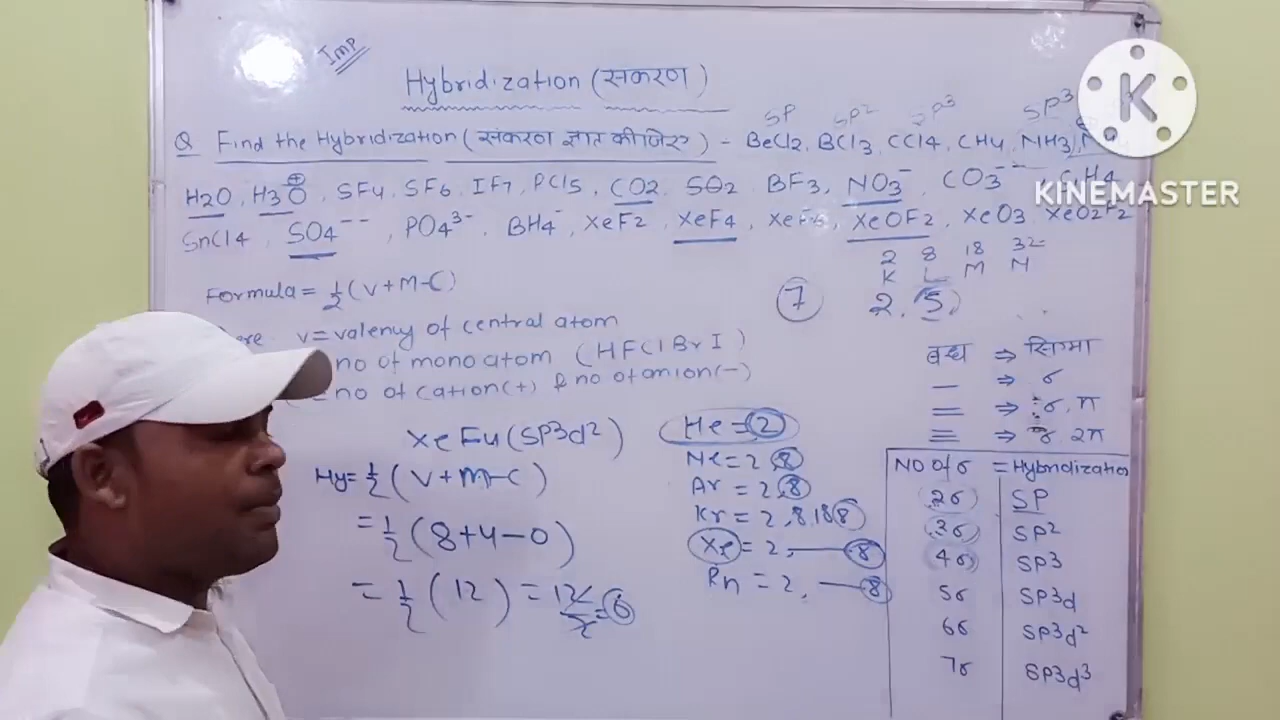 Imp
Hybridization (सकरण)
SP SP² SP³ SP³
Q Find the Hybridization (संकरण ज्ञात कीजिए) - BeCl2, BCl3, CCl4, CH4, NH3,
H2O, H3O⊕, SF4, SF6, IF7, PCl5, CO2, SO2, BF3, NO3⁻, CO3⁻⁻, C2H4
SnCl4, SO4⁻⁻, PO4³⁻, BH4⁻, XeF2, XeF4, XeF6, XeOF2, XeO3, XeO2F2
2 8 18 32
K L M N
Formula = ½ (V+M-C)
7 2,5
V = valency of central atom
no of mono atom (H F Cl Br I)
no of cation (+) & no of anion (-)
बन्ध ⇒ सिग्मा
— ⇒ σ
= ⇒ σ, π
≡ ⇒ σ 2π
XeF4 (SP3d²)
Hy = ½ (V+M-C)
= ½ (8+4-0)
= ½ (12) = 12/2 = 6
He = 2
Ne = 2,8
Ar = 2,8
Kr = 2,8,18,8
Xe = 2, — 8
Rn = 2, — 8
NO of σ = Hybridization
2σ SP
3σ SP²
4σ SP3
5σ SP3d
6σ SP3d²
7σ SP3d³
K
KINEMASTER